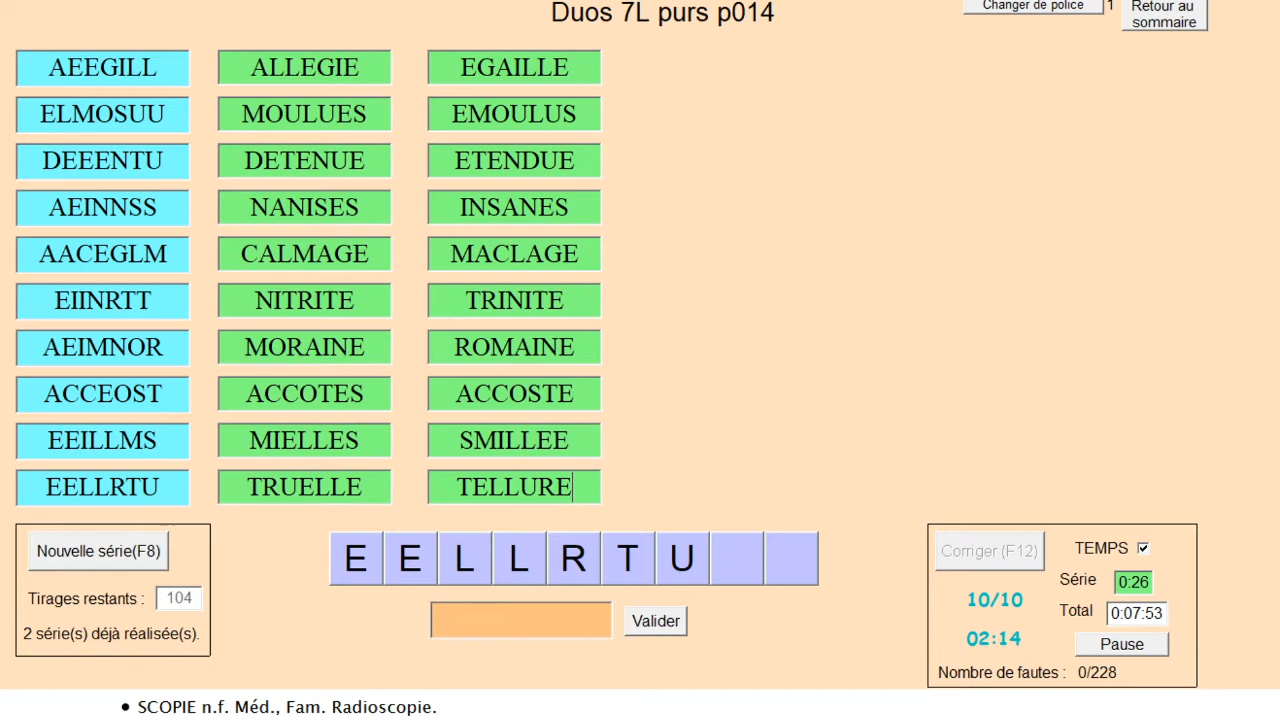 Duos 7L purs p014
Changer de police 1 Retour au sommaire
AEEGILL ALLEGIE EGAILLE
ELMOSUU MOULUES EMOULUS
DEEENTU DETENUE ETENDUE
AEINNSS NANISES INSANES
AACEGLM CALMAGE MACLAGE
EIINRTT NITRITE TRINITE
AEIMNOR MORAINE ROMAINE
ACCEOST ACCOTES ACCOSTE
EEILLMS MIELLES SMILLEE
EELLRTU TRUELLE TELLURE
Nouvelle série(F8)
Tirages restants : 104
2 série(s) déjà réalisée(s).
E E L L R T U
Valider
Corriger (F12) TEMPS
Série 0:26
10/10
Total 0:07:53
02:14
Pause
Nombre de fautes : 0/228
• SCOPIE n.f. Méd., Fam. Radioscopie.